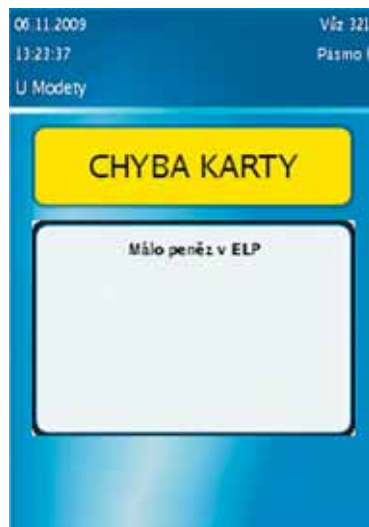 06.11.2009 Vůz 321
13:23:37 Pásmo
U Modety
CHYBA KARTY
Málo peněz v ELP